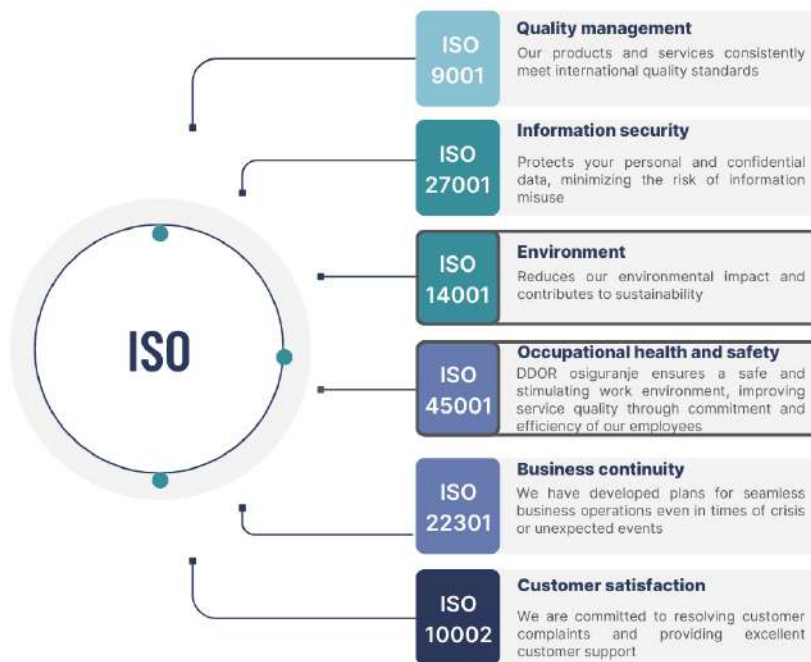 ISO
ISO
9001
Quality management
Our products and services consistently
meet international quality standards
ISO
27001
Information security
Protects your personal and confidential
data, minimizing the risk of information
misuse
ISO
14001
Environment
Reduces our environmental impact and
contributes to sustainability
ISO
45001
Occupational health and safety
DDOR osiguranje ensures a safe and
stimulating work environment, improving
service quality through commitment and
efficiency of our employees
ISO
22301
Business continuity
We have developed plans for seamless
business operations even in times of crisis
or unexpected events
ISO
10002
Customer satisfaction
We are committed to resolving customer
complaints and providing excellent
customer support